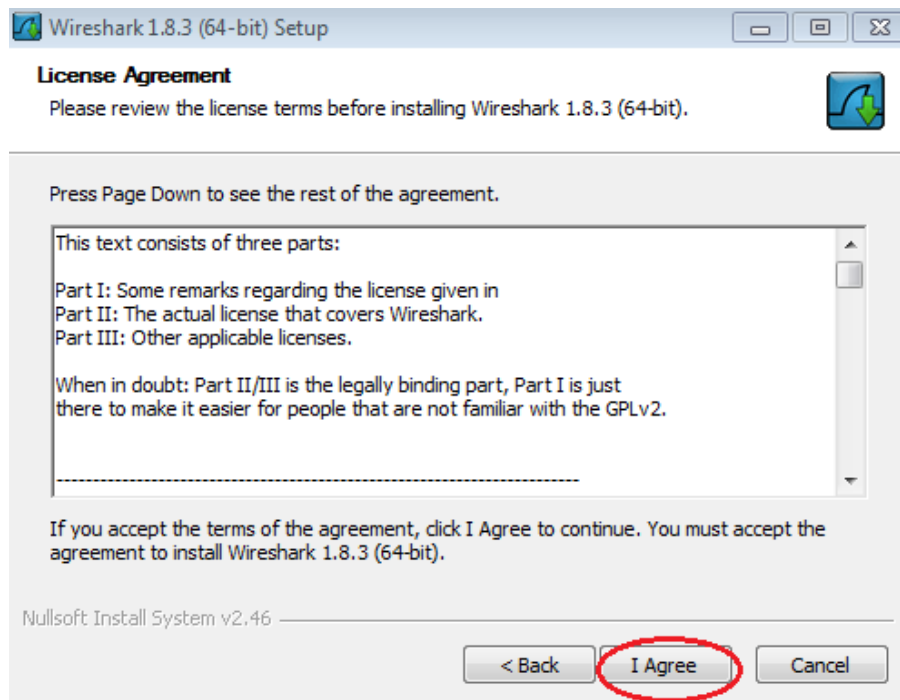 Wireshark 1.8.3 (64-bit) Setup
License Agreement
Please review the license terms before installing Wireshark 1.8.3 (64-bit).
Press Page Down to see the rest of the agreement.
This text consists of three parts:
Part I: Some remarks regarding the license given in
Part II: The actual license that covers Wireshark.
Part III: Other applicable licenses.
When in doubt: Part II/III is the legally binding part, Part I is just
there to make it easier for people that are not familiar with the GPLv2.
------------------------------------------------------------------------
If you accept the terms of the agreement, click I Agree to continue. You must accept the
agreement to install Wireshark 1.8.3 (64-bit).
Nullsoft Install System v2.46
< Back I Agree Cancel